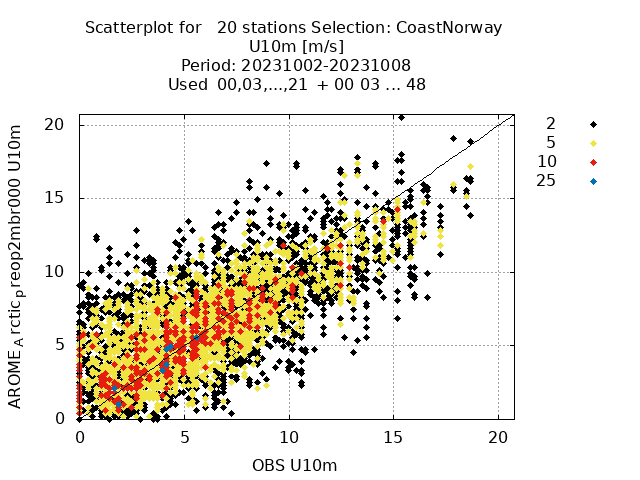 Scatterplot for 20 stations Selection: CoastNorway
U10m [m/s]
Period: 20231002-20231008
Used 00,03,...,21 + 00 03 ... 48
2
5
10
25
20
15
10
5
0
AROME_Arctic_preop2mbr000 U10m
0 5 10 15 20
OBS U10m